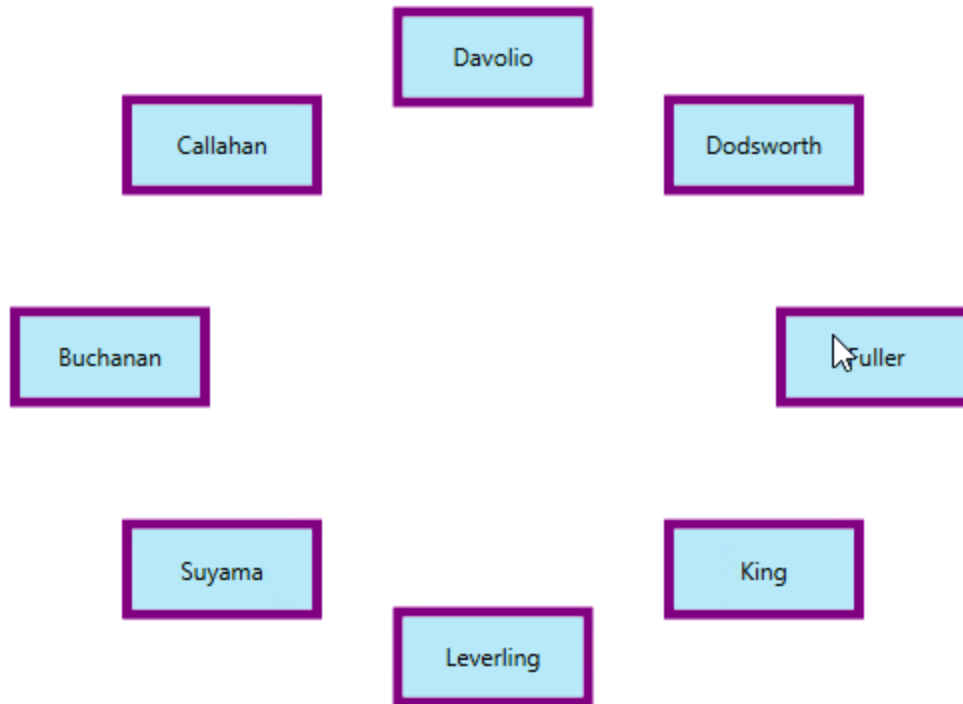 Davolio
Callahan
Dodsworth
Buchanan
Fuller
Suyama
King
Leverling